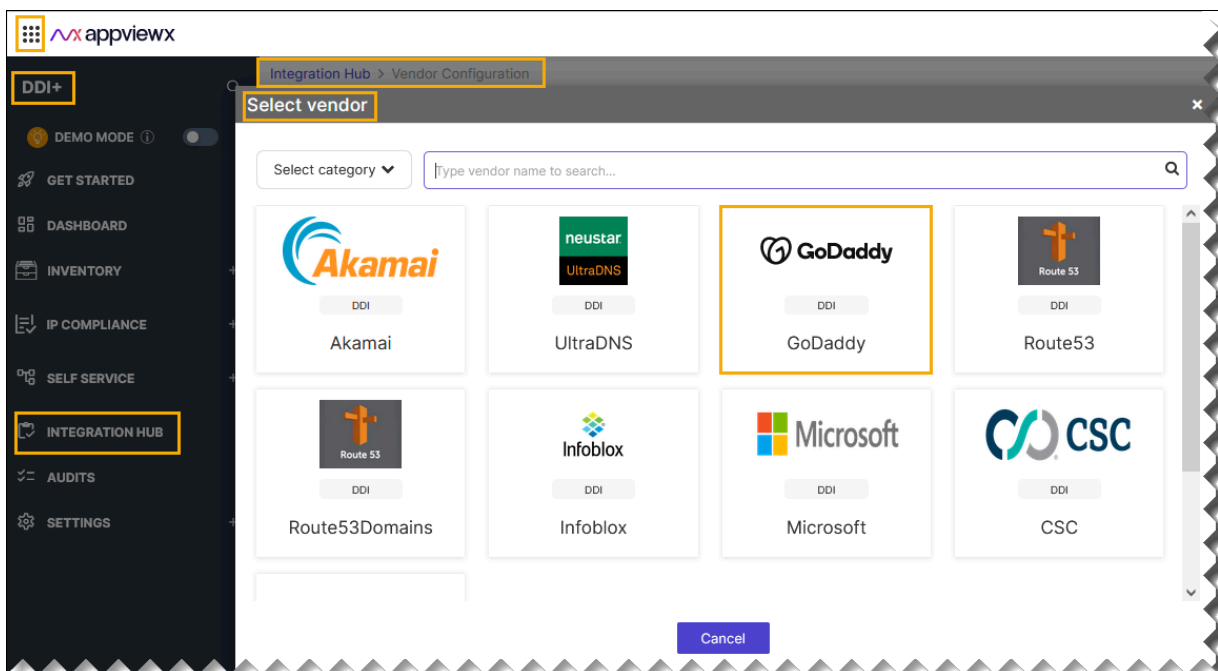 appviewx
DDI+
Integration Hub > Vendor Configuration
Select vendor
DEMO MODE
GET STARTED
DASHBOARD
INVENTORY
IP COMPLIANCE
SELF SERVICE
INTEGRATION HUB
AUDITS
SETTINGS
Select category
Type vendor name to search...
Akamai
DDI
Akamai
neustar
UltraDNS
DDI
UltraDNS
GoDaddy
DDI
GoDaddy
Route 53
DDI
Route53
Route 53
DDI
Route53Domains
Infoblox
DDI
Infoblox
Microsoft
DDI
Microsoft
CSC
DDI
CSC
Cancel